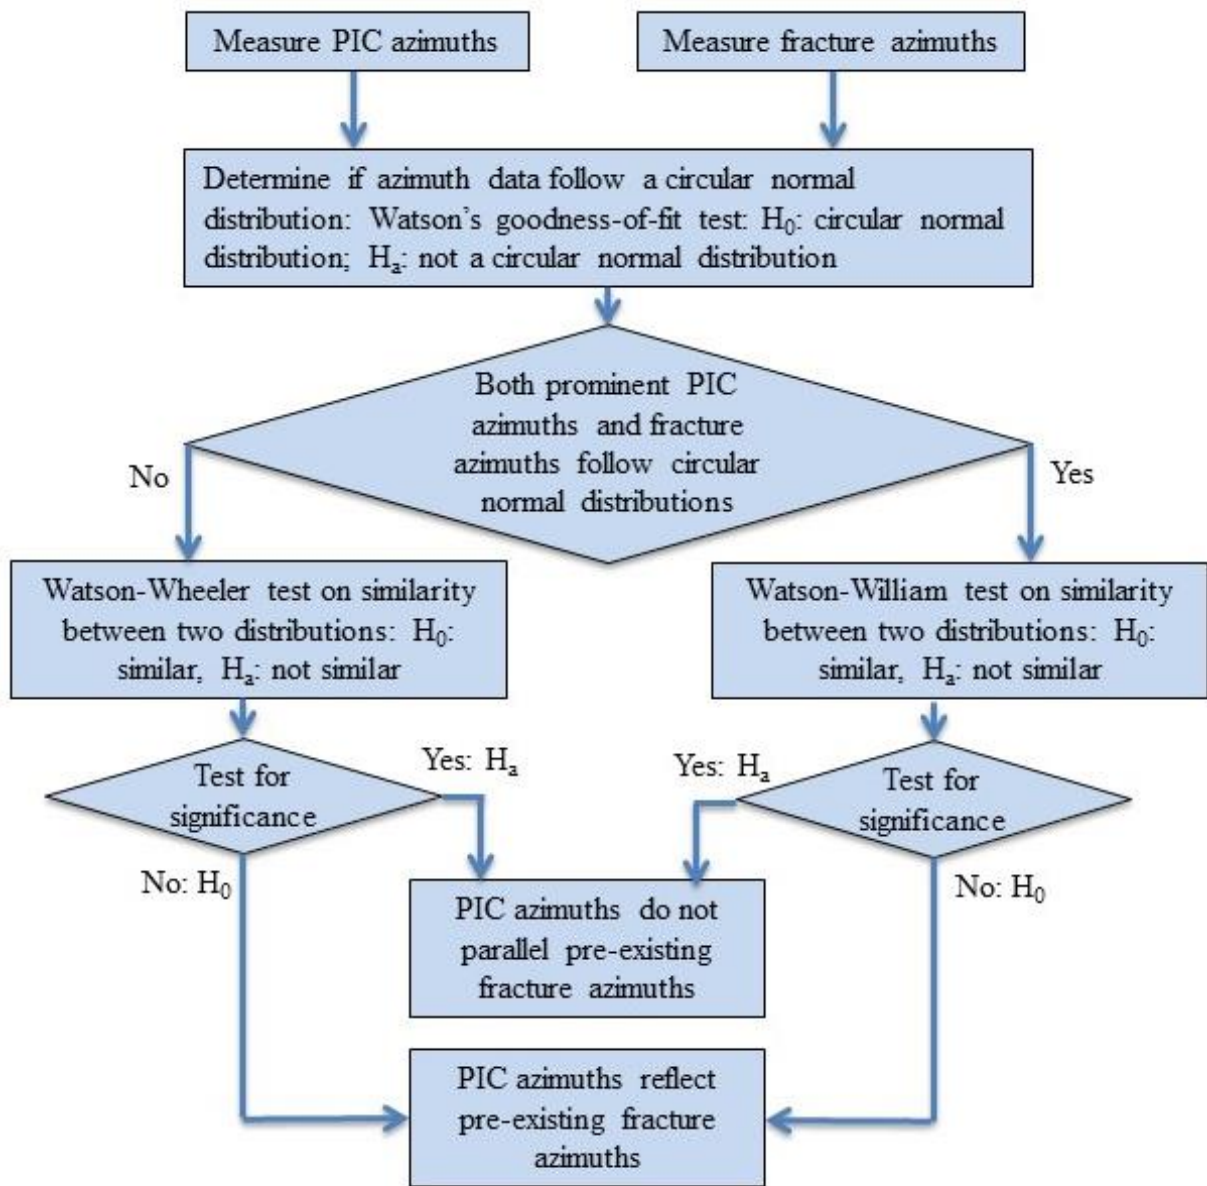 Measure PIC azimuths
Measure fracture azimuths
Determine if azimuth data follow a circular normal
distribution: Watson’s goodness-of-fit test: H₀: circular normal
distribution; Hₐ: not a circular normal distribution
Both prominent PIC
azimuths and fracture
azimuths follow circular
normal distributions
No
Yes
Watson-Wheeler test on similarity
between two distributions: H₀:
similar, Hₐ: not similar
Watson-William test on similarity
between two distributions: H₀:
similar, Hₐ: not similar
Test for
significance
Yes: Hₐ
No: H₀
Test for
significance
Yes: Hₐ
No: H₀
PIC azimuths do not
parallel pre-existing
fracture azimuths
PIC azimuths reflect
pre-existing fracture
azimuths